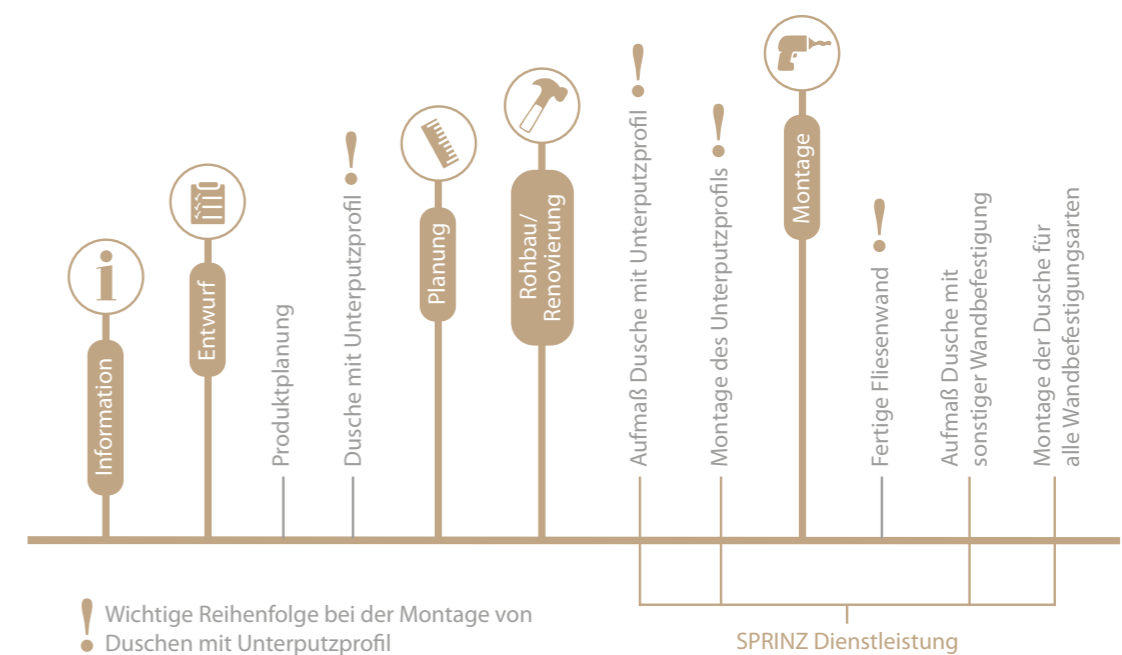 Information
Entwurf
Produktplanung
Dusche mit Unterputzprofil !
Planung
Rohbau/
Renovierung
Aufmaß Dusche mit Unterputzprofil !
Montage des Unterputzprofils !
Montage
Fertige Fliesenwand !
Aufmaß Dusche mit
sonstiger Wandbefestigung
Montage der Dusche für
alle Wandbefestigungsarten
! Wichtige Reihenfolge bei der Montage von
Duschen mit Unterputzprofil
SPRINZ Dienstleistung